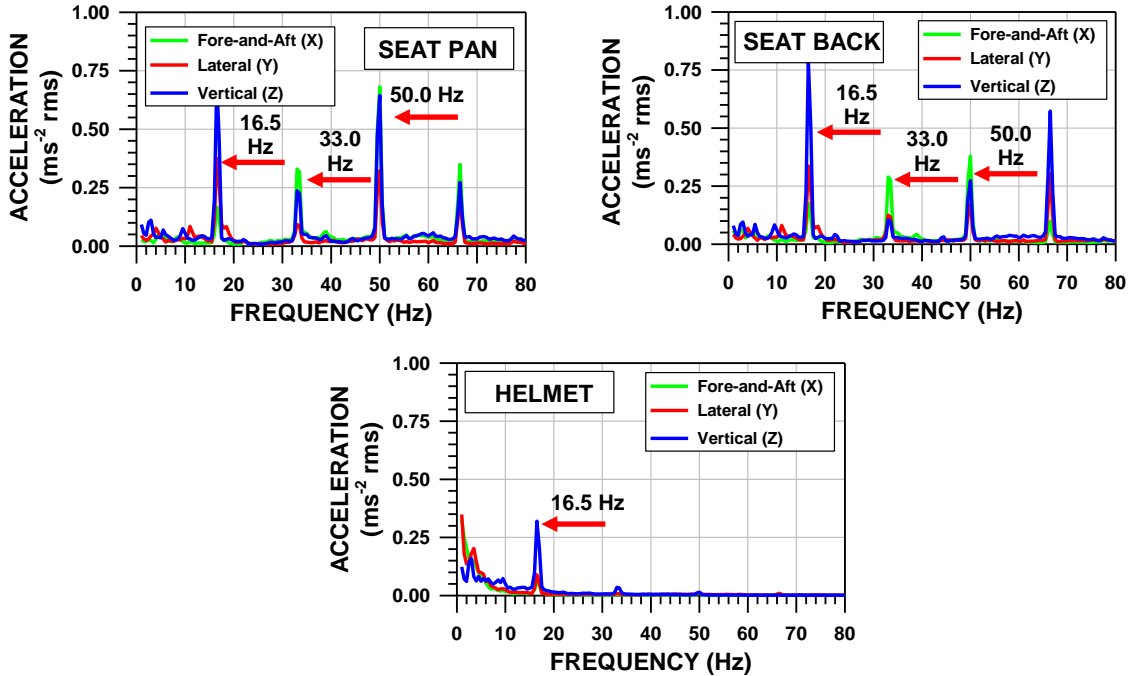 ACCELERATION
(ms-2 rms)
1.00
0.75
0.50
0.25
0.00
Fore-and-Aft (X)
Lateral (Y)
Vertical (Z)
SEAT PAN
16.5
Hz
33.0
Hz
50.0 Hz
0 10 20 30 40 50 60 70 80
FREQUENCY (Hz)
ACCELERATION
(ms-2 rms)
1.00
0.75
0.50
0.25
0.00
SEAT BACK
Fore-and-Aft (X)
Lateral (Y)
Vertical (Z)
16.5
Hz
33.0
Hz
50.0
Hz
0 10 20 30 40 50 60 70 80
FREQUENCY (Hz)
ACCELERATION
(ms-2 rms)
1.00
0.75
0.50
0.25
0.00
HELMET
Fore-and-Aft (X)
Lateral (Y)
Vertical (Z)
16.5 Hz
0 10 20 30 40 50 60 70 80
FREQUENCY (Hz)